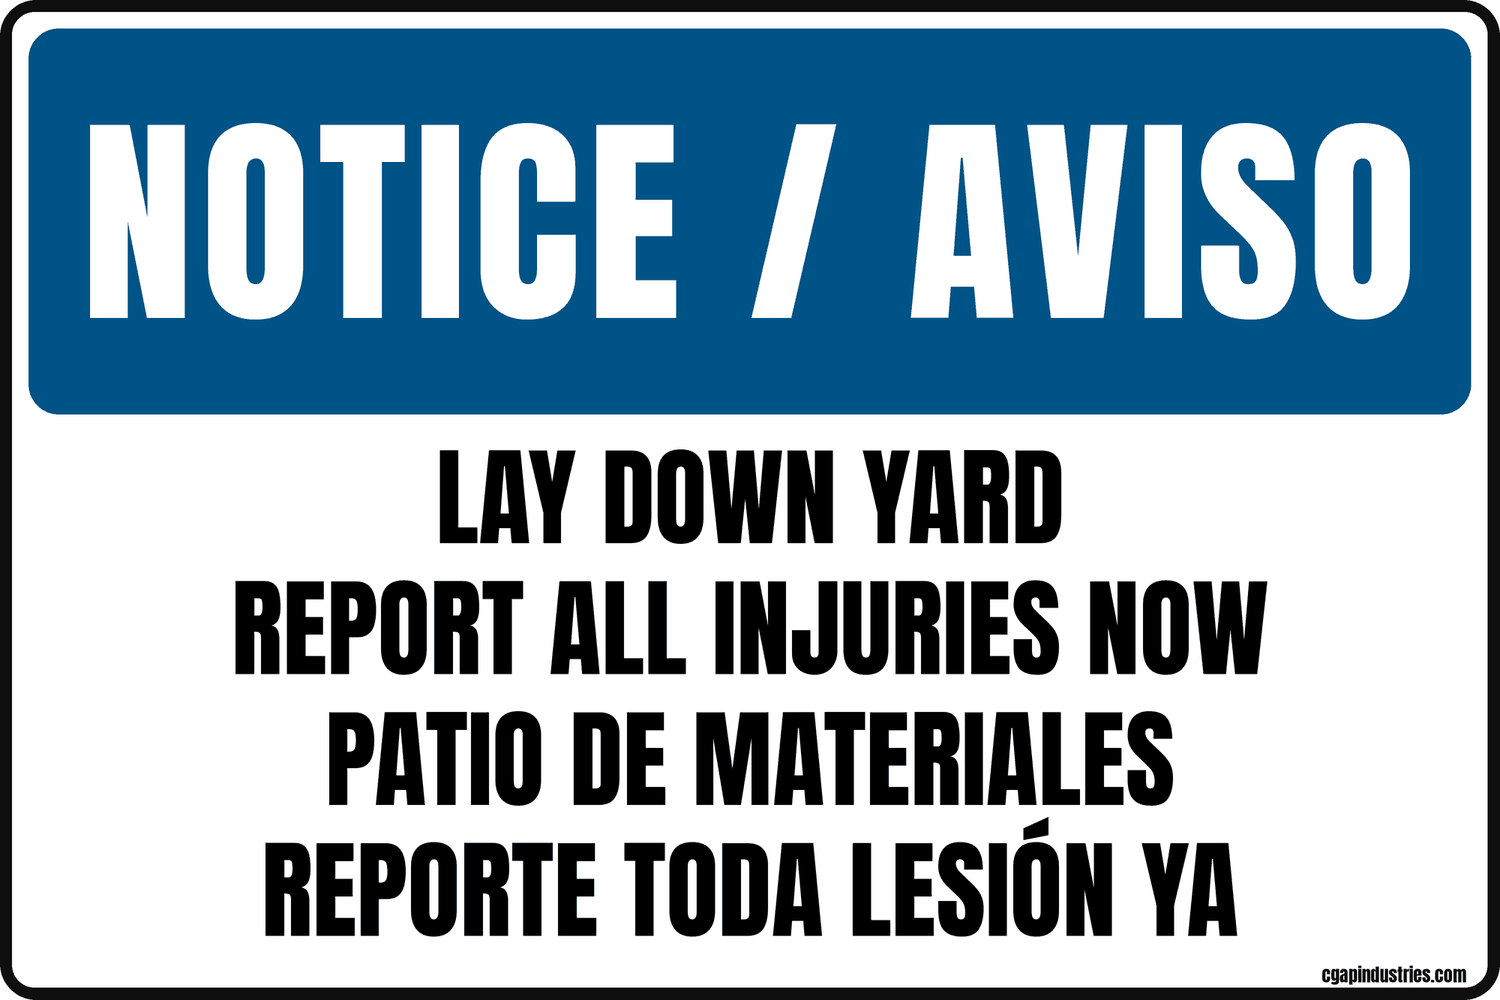 NOTICE / AVISO
LAY DOWN YARD
REPORT ALL INJURIES NOW
PATIO DE MATERIALES
REPORTE TODA LESIÓN YA
cgapindustries.com